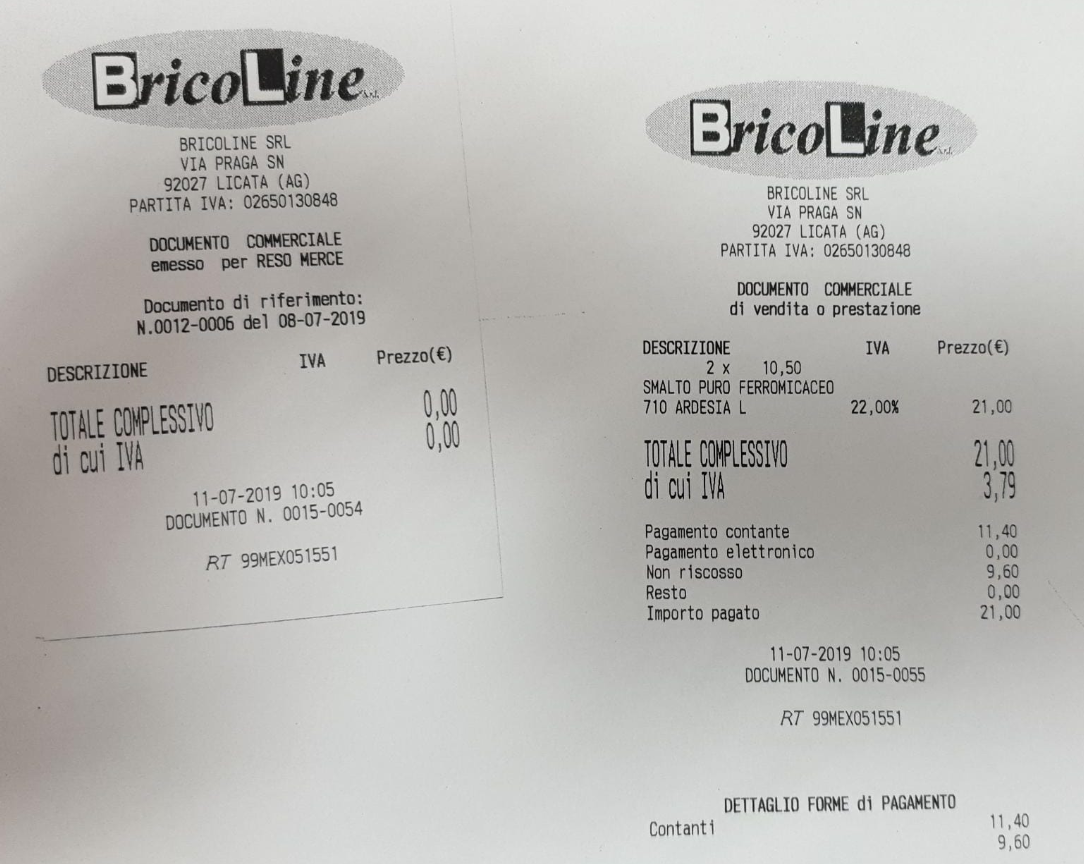 BricoLine s.r.l.
BRICOLINE SRL
VIA PRAGA SN
92027 LICATA (AG)
PARTITA IVA: 02650130848
DOCUMENTO COMMERCIALE
emesso per RESO MERCE
Documento di riferimento:
N.0012-0006 del 08-07-2019
DESCRIZIONE IVA Prezzo(€)
TOTALE COMPLESSIVO 0,00
di cui IVA 0,00
11-07-2019 10:05
DOCUMENTO N. 0015-0054
RT 99MEX051551
BricoLine s.r.l.
BRICOLINE SRL
VIA PRAGA SN
92027 LICATA (AG)
PARTITA IVA: 02650130848
DOCUMENTO COMMERCIALE
di vendita o prestazione
DESCRIZIONE IVA Prezzo(€)
2 x 10,50
SMALTO PURO FERROMICACEO
710 ARDESIA L 22,00% 21,00
TOTALE COMPLESSIVO 21,00
di cui IVA 3,79
Pagamento contante 11,40
Pagamento elettronico 0,00
Non riscosso 9,60
Resto 0,00
Importo pagato 21,00
11-07-2019 10:05
DOCUMENTO N. 0015-0055
RT 99MEX051551
DETTAGLIO FORME di PAGAMENTO
Contanti 11,40
9,60